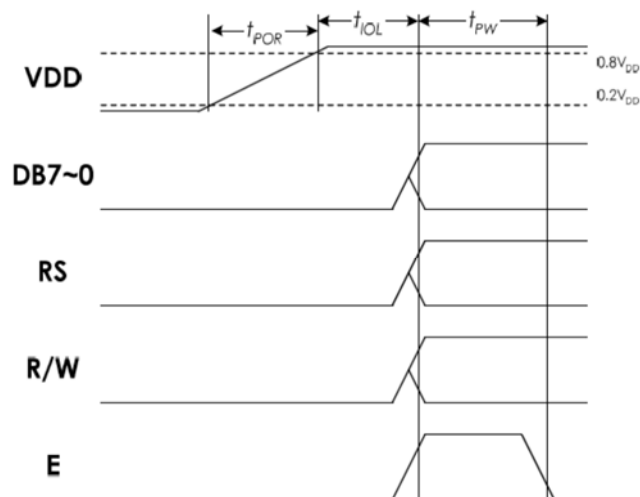 tPOR tIOL tPW
VDD
0.8VDD
0.2VDD
DB7~0
RS
R/W
E